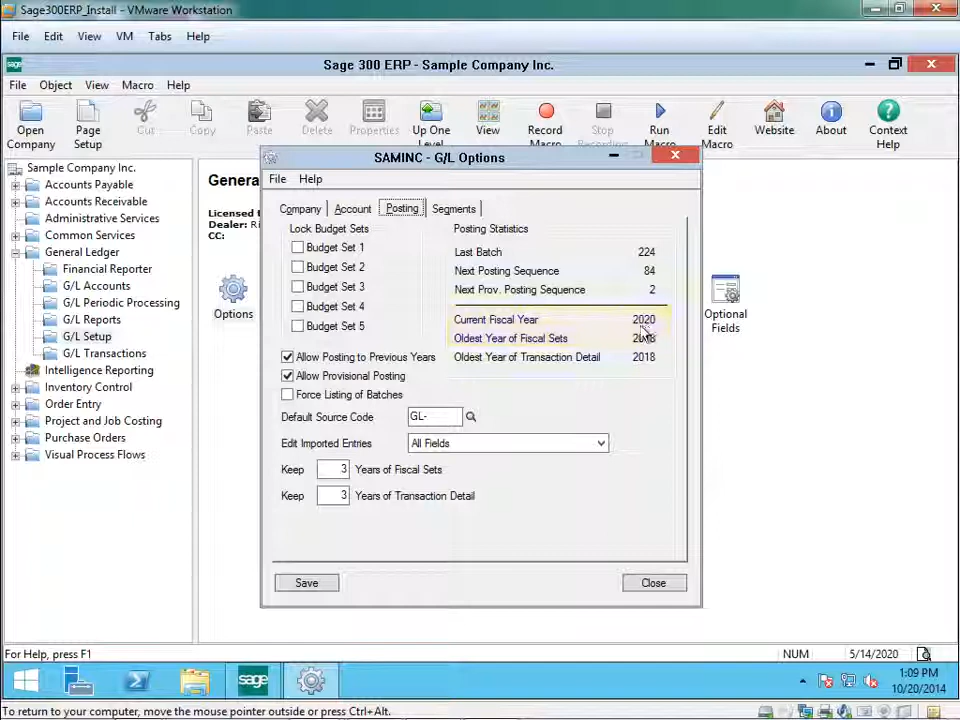 Sage300ERP_Install - VMware Workstation
File Edit View VM Tabs Help
sage Sage 300 ERP - Sample Company Inc.
File Object View Macro Help
Open Company
Page Setup
Cut
Copy
Paste
Delete
Properties
Up One Level
View
Record Macro
Stop
Run Macro
Edit Macro
Website
About
Context Help
Sample Company Inc.
Accounts Payable
Accounts Receivable
Administrative Services
Common Services
General Ledger
Financial Reporter
G/L Accounts
G/L Periodic Processing
G/L Reports
G/L Setup
G/L Transactions
Intelligence Reporting
Inventory Control
Order Entry
Project and Job Costing
Purchase Orders
Visual Process Flows
Genera
Licensed t
Dealer: Ri
CC:
Options
Optional Fields
SAMINC - G/L Options
File Help
Company Account Posting Segments
Lock Budget Sets
Budget Set 1
Budget Set 2
Budget Set 3
Budget Set 4
Budget Set 5
Posting Statistics
Last Batch 224
Next Posting Sequence 84
Next Prov. Posting Sequence 2
Current Fiscal Year 2020
Oldest Year of Fiscal Sets 2018
Oldest Year of Transaction Detail 2018
Allow Posting to Previous Years
Allow Provisional Posting
Force Listing of Batches
Default Source Code GL-
Edit Imported Entries All Fields
Keep 3 Years of Fiscal Sets
Keep 3 Years of Transaction Detail
Save Close
For Help, press F1 NUM 5/14/2020
sage
1:09 PM
10/20/2014
To return to your computer, move the mouse pointer outside or press Ctrl+Alt.